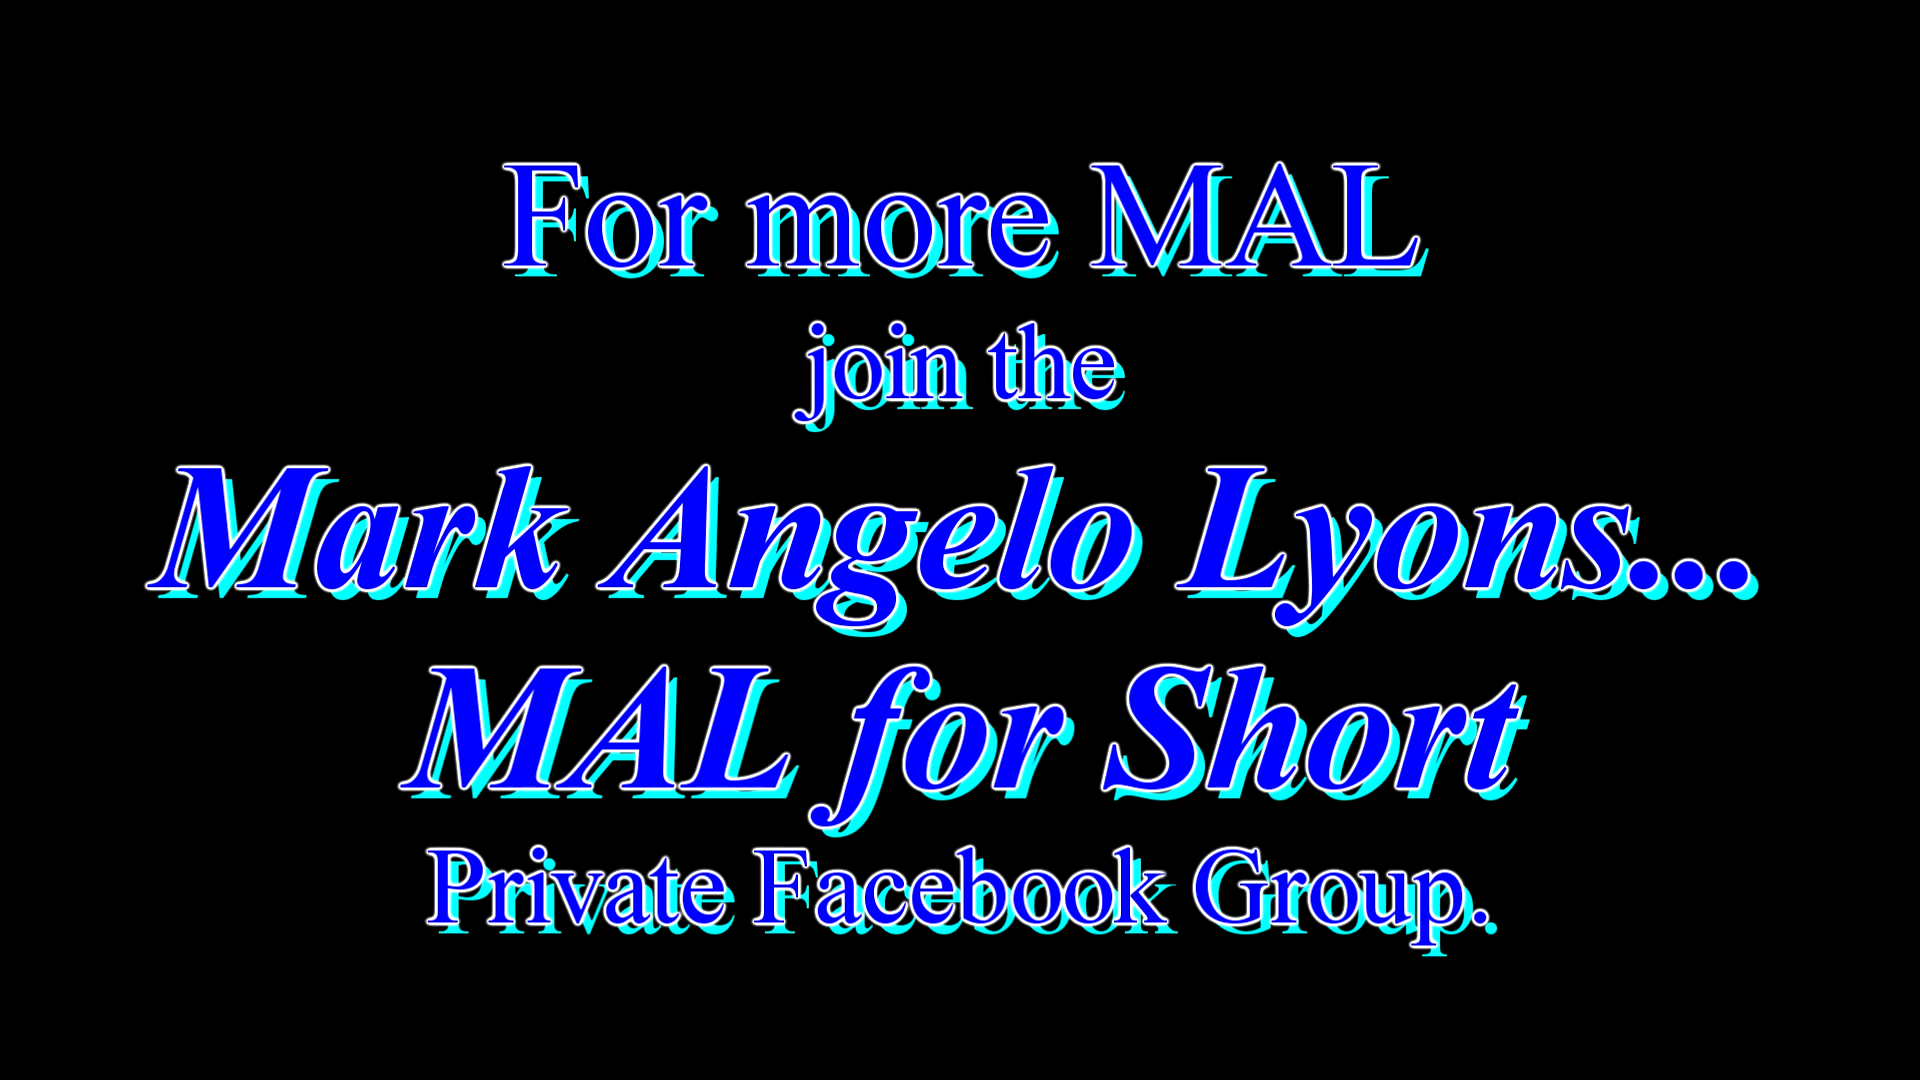 For more MAL
join the
Mark Angelo Lyons...
MAL for Short
Private Facebook Group.